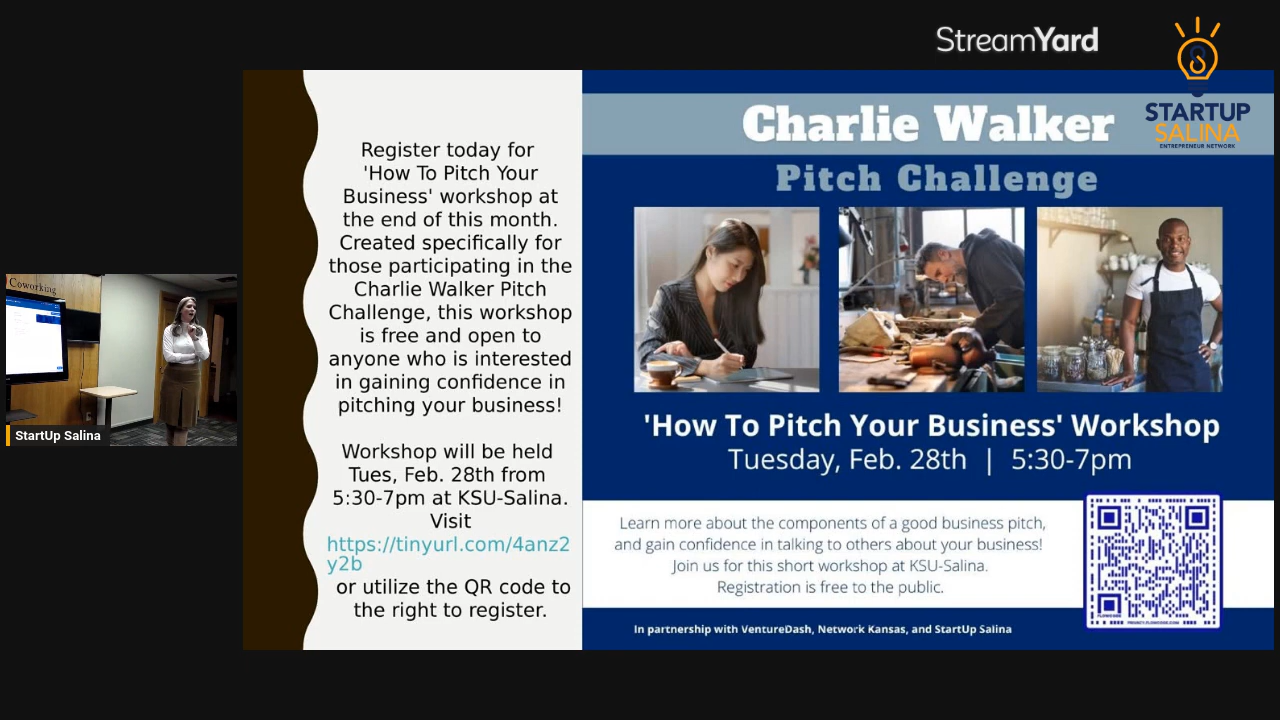 StreamYard
STARTUP
SALINA
ENTREPRENEUR NETWORK
Charlie Walker
Pitch Challenge
Register today for
'How To Pitch Your
Business' workshop at
the end of this month.
Created specifically for
those participating in the
Charlie Walker Pitch
Challenge, this workshop
is free and open to
anyone who is interested
in gaining confidence in
pitching your business!
Workshop will be held
Tues, Feb. 28th from
5:30-7pm at KSU-Salina.
Visit
https://tinyurl.com/4anz2
y2b
or utilize the QR code to
the right to register.
Coworking
StartUp Salina
'How To Pitch Your Business' Workshop
Tuesday, Feb. 28th | 5:30-7pm
Learn more about the components of a good business pitch,
and gain confidence in talking to others about your business!
Join us for this short workshop at KSU-Salina.
Registration is free to the public.
In partnership with VentureDash, Network Kansas, and StartUp Salina